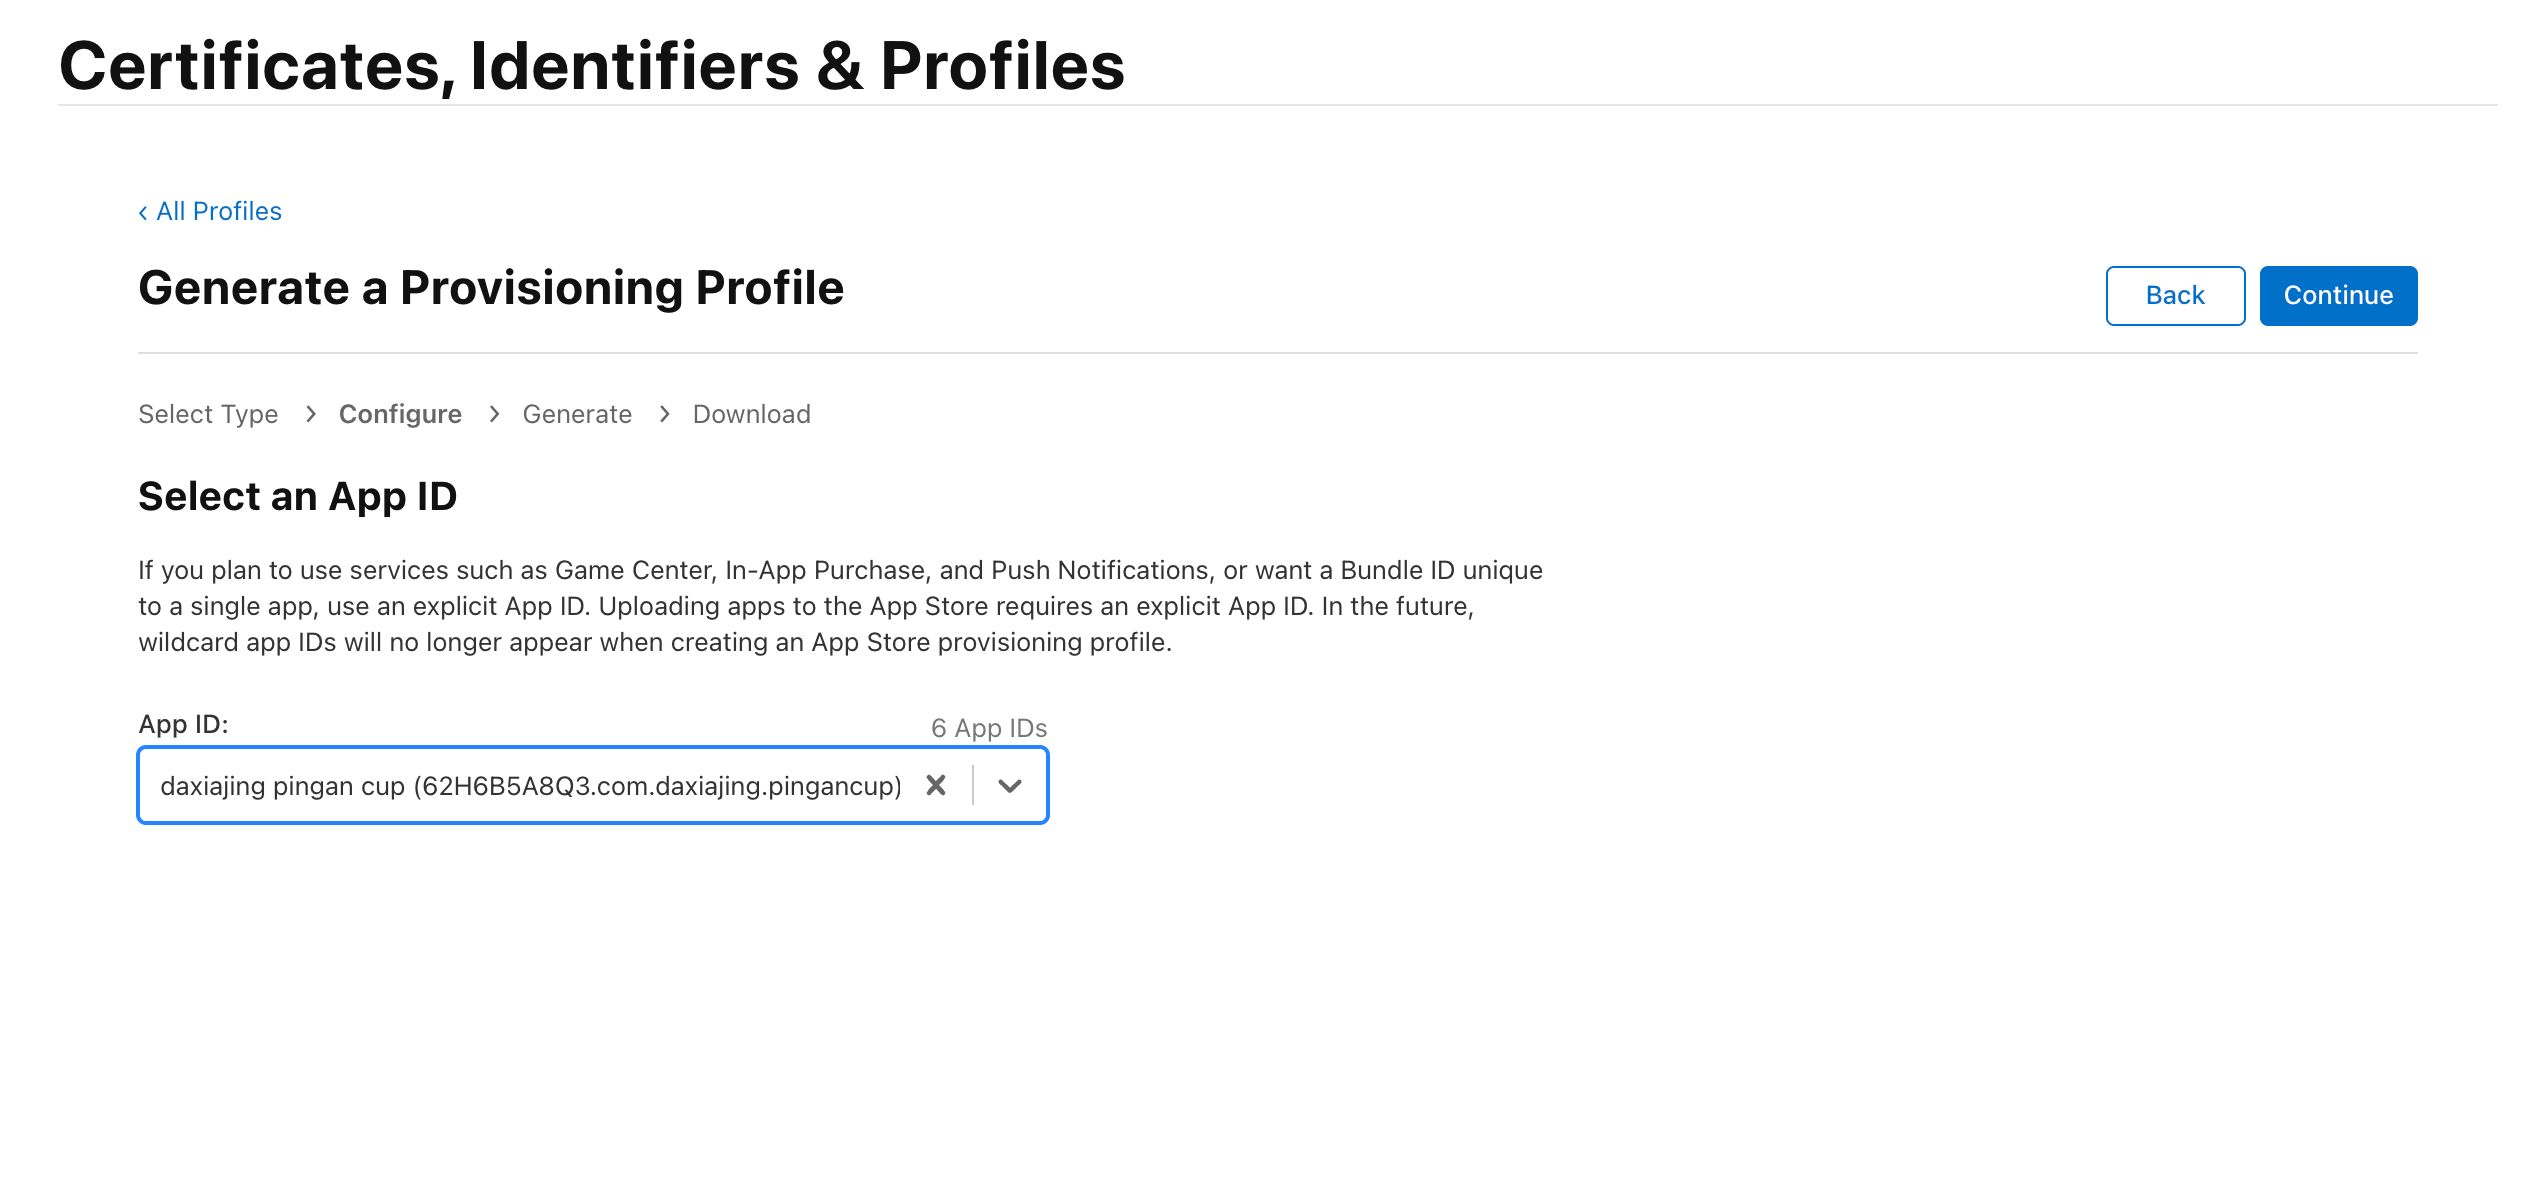 Certificates, Identifiers & Profiles
‹ All Profiles
Generate a Provisioning Profile
Back
Continue
Select Type > Configure > Generate > Download
Select an App ID
If you plan to use services such as Game Center, In-App Purchase, and Push Notifications, or want a Bundle ID unique
to a single app, use an explicit App ID. Uploading apps to the App Store requires an explicit App ID. In the future,
wildcard app IDs will no longer appear when creating an App Store provisioning profile.
App ID:
6 App IDs
daxiajing pingan cup (62H6B5A8Q3.com.daxiajing.pingancup)